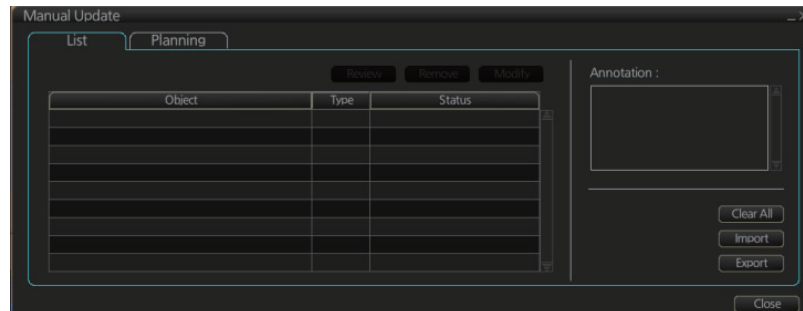 Manual Update
List Planning
Review Remove Modify
Annotation :
Object Type Status
Clear All
Import
Export
Close